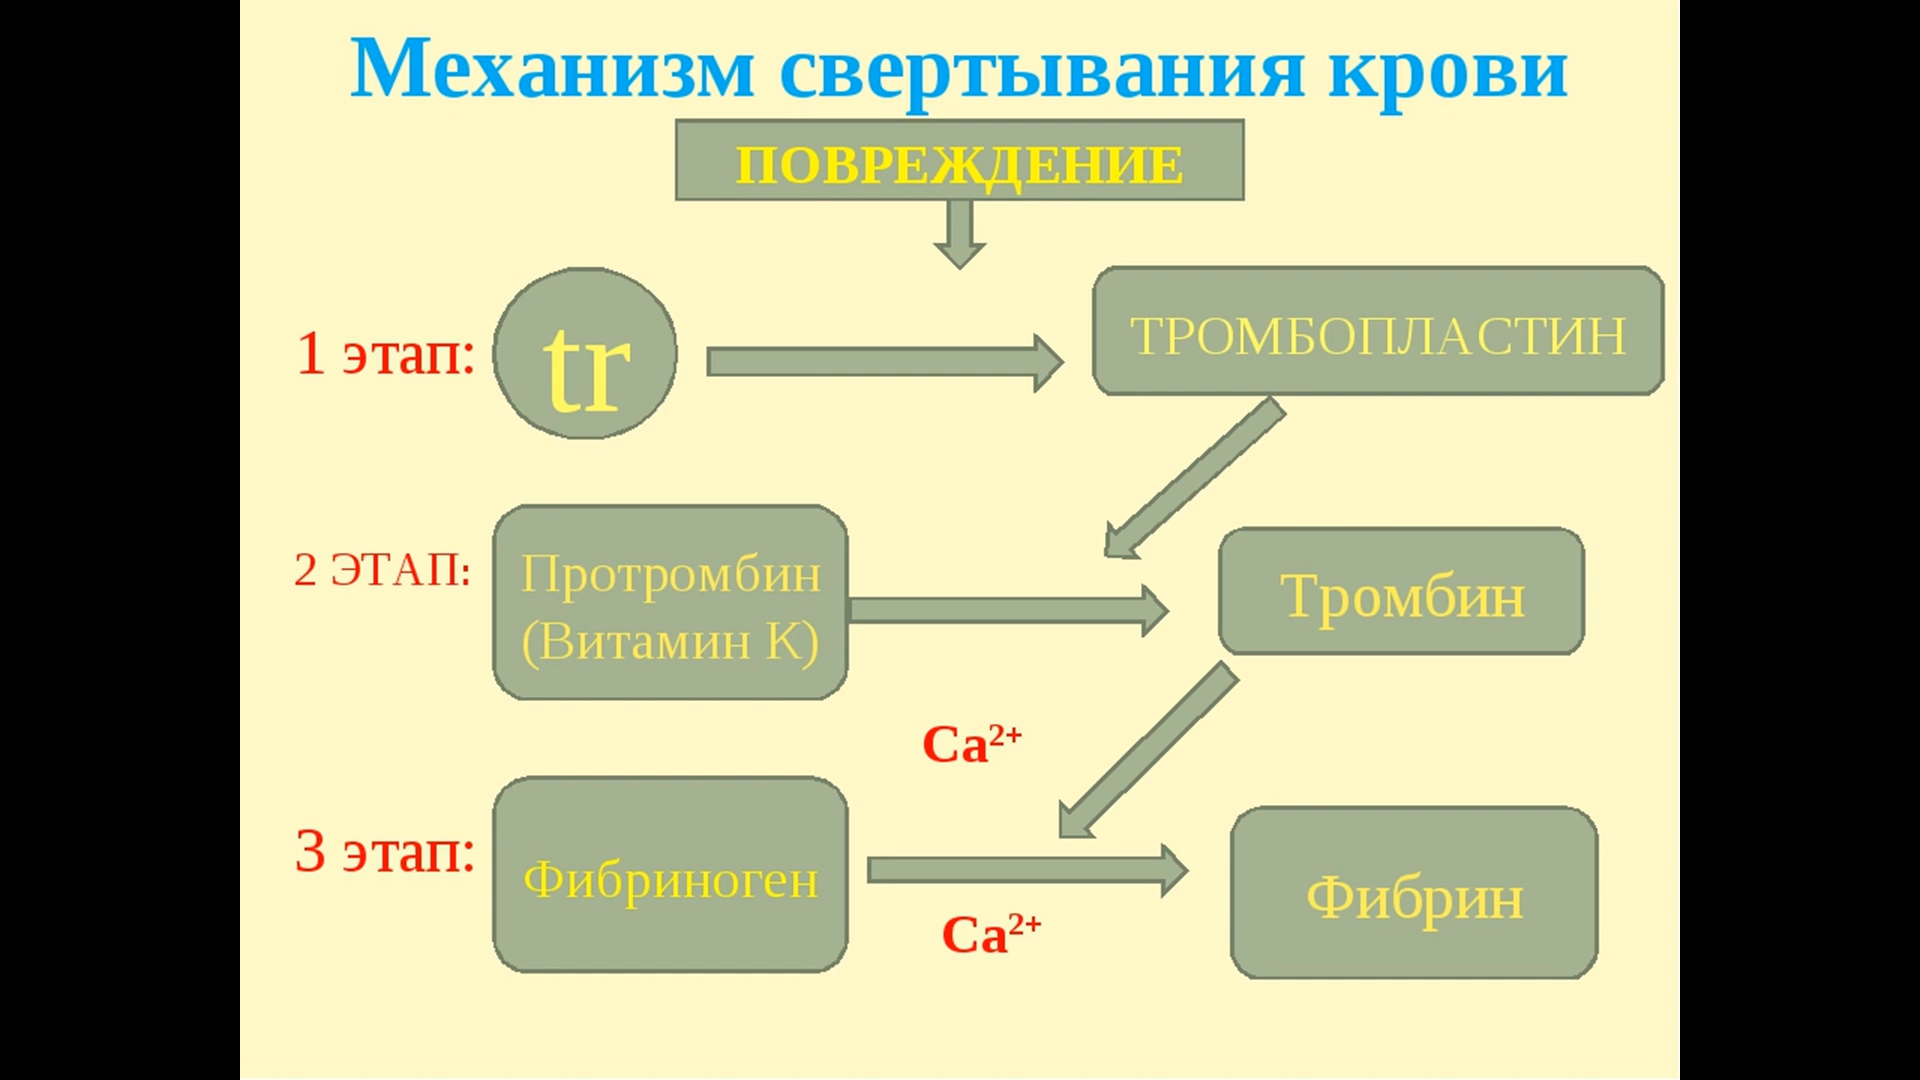 Механизм свертывания крови
ПОВРЕЖДЕНИЕ
1 этап:
tr
ТРОМБОПЛАСТИН
2 ЭТАП:
Протромбин
(Витамин К)
Тромбин
Ca²⁺
3 этап:
Фибриноген
Фибрин
Ca²⁺